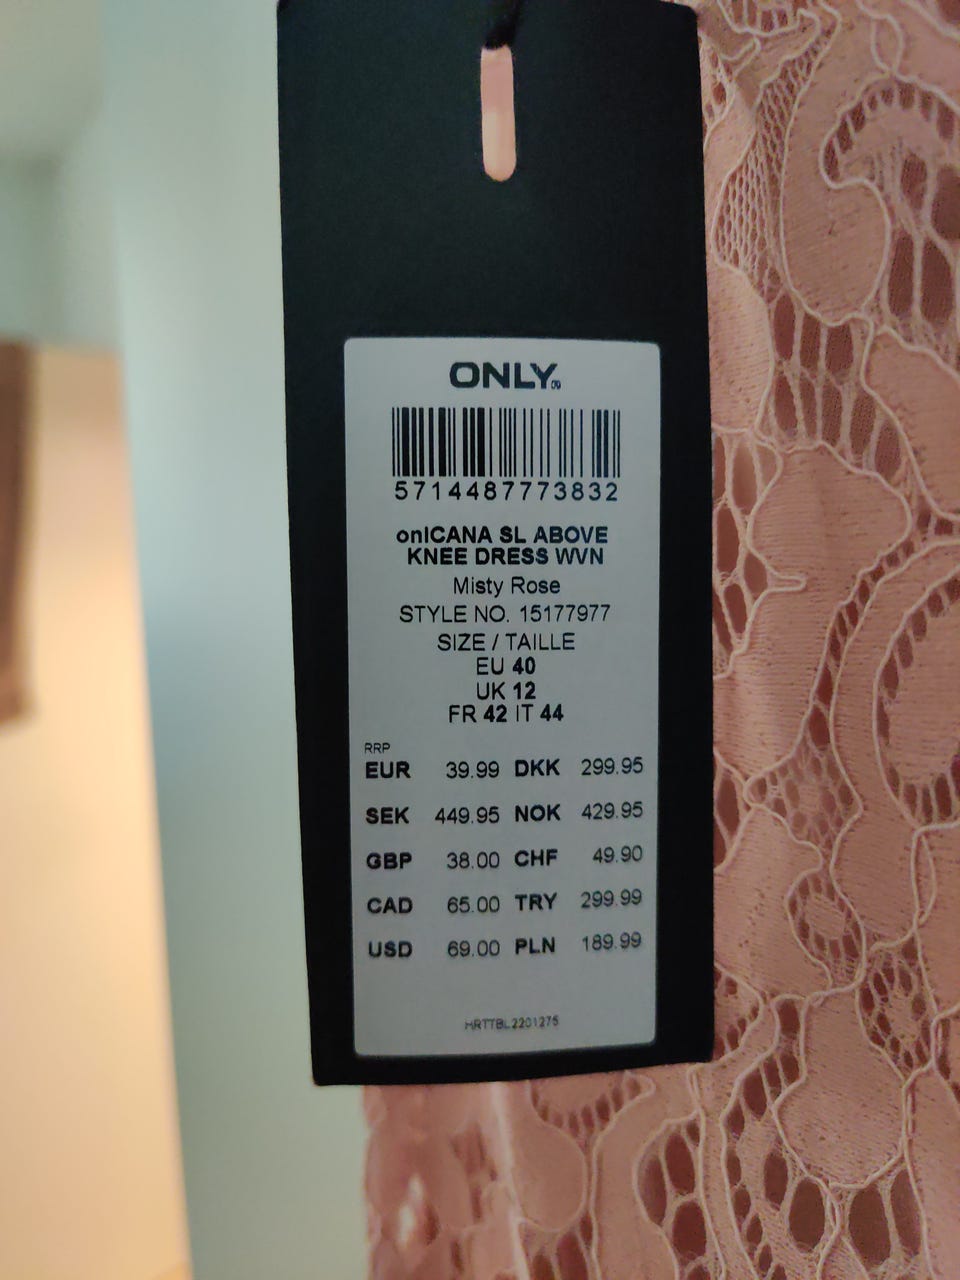 ONLY
5714487773832
onlCANA SL ABOVE
KNEE DRESS WVN
Misty Rose
STYLE NO. 15177977
SIZE / TAILLE
EU 40
UK 12
FR 42 IT 44
RRP
EUR 39.99 DKK 299.95
SEK 449.95 NOK 429.95
GBP 38.00 CHF 49.90
CAD 65.00 TRY 299.99
USD 69.00 PLN 189.99
HRTTBL2201275